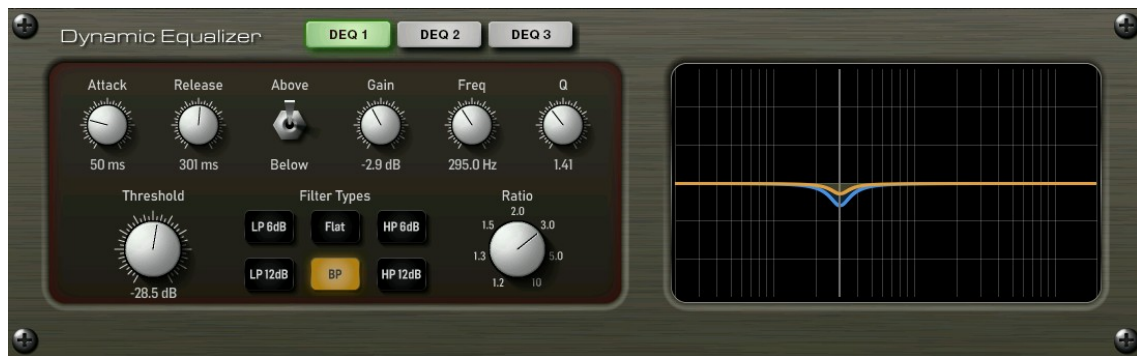 Dynamic Equalizer
DEQ 1 DEQ 2 DEQ 3
Attack Release Above Gain Freq Q
50 ms 301 ms Below -2.9 dB 295.0 Hz 1.41
Threshold Filter Types Ratio
2.0
LP 6dB Flat HP 6dB 1.5 3.0
1.3 5.0
LP 12dB BP HP 12dB 1.2 10
-28.5 dB